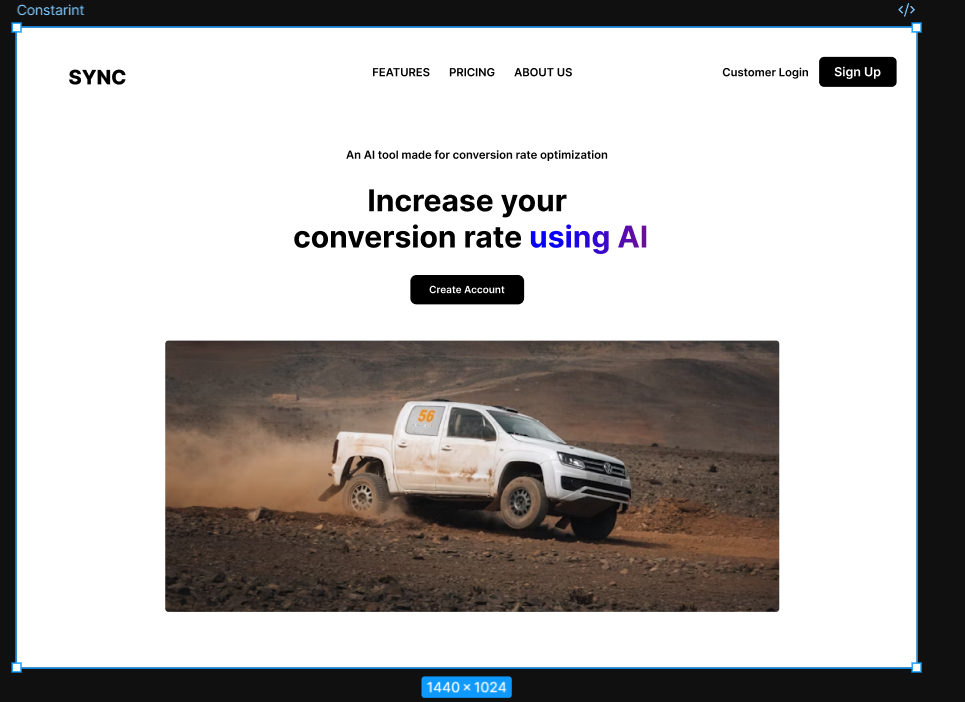 Constarint
SYNC
FEATURES PRICING ABOUT US
Customer Login
Sign Up
An AI tool made for conversion rate optimization
Increase your
conversion rate using AI
Create Account
56
1440 × 1024